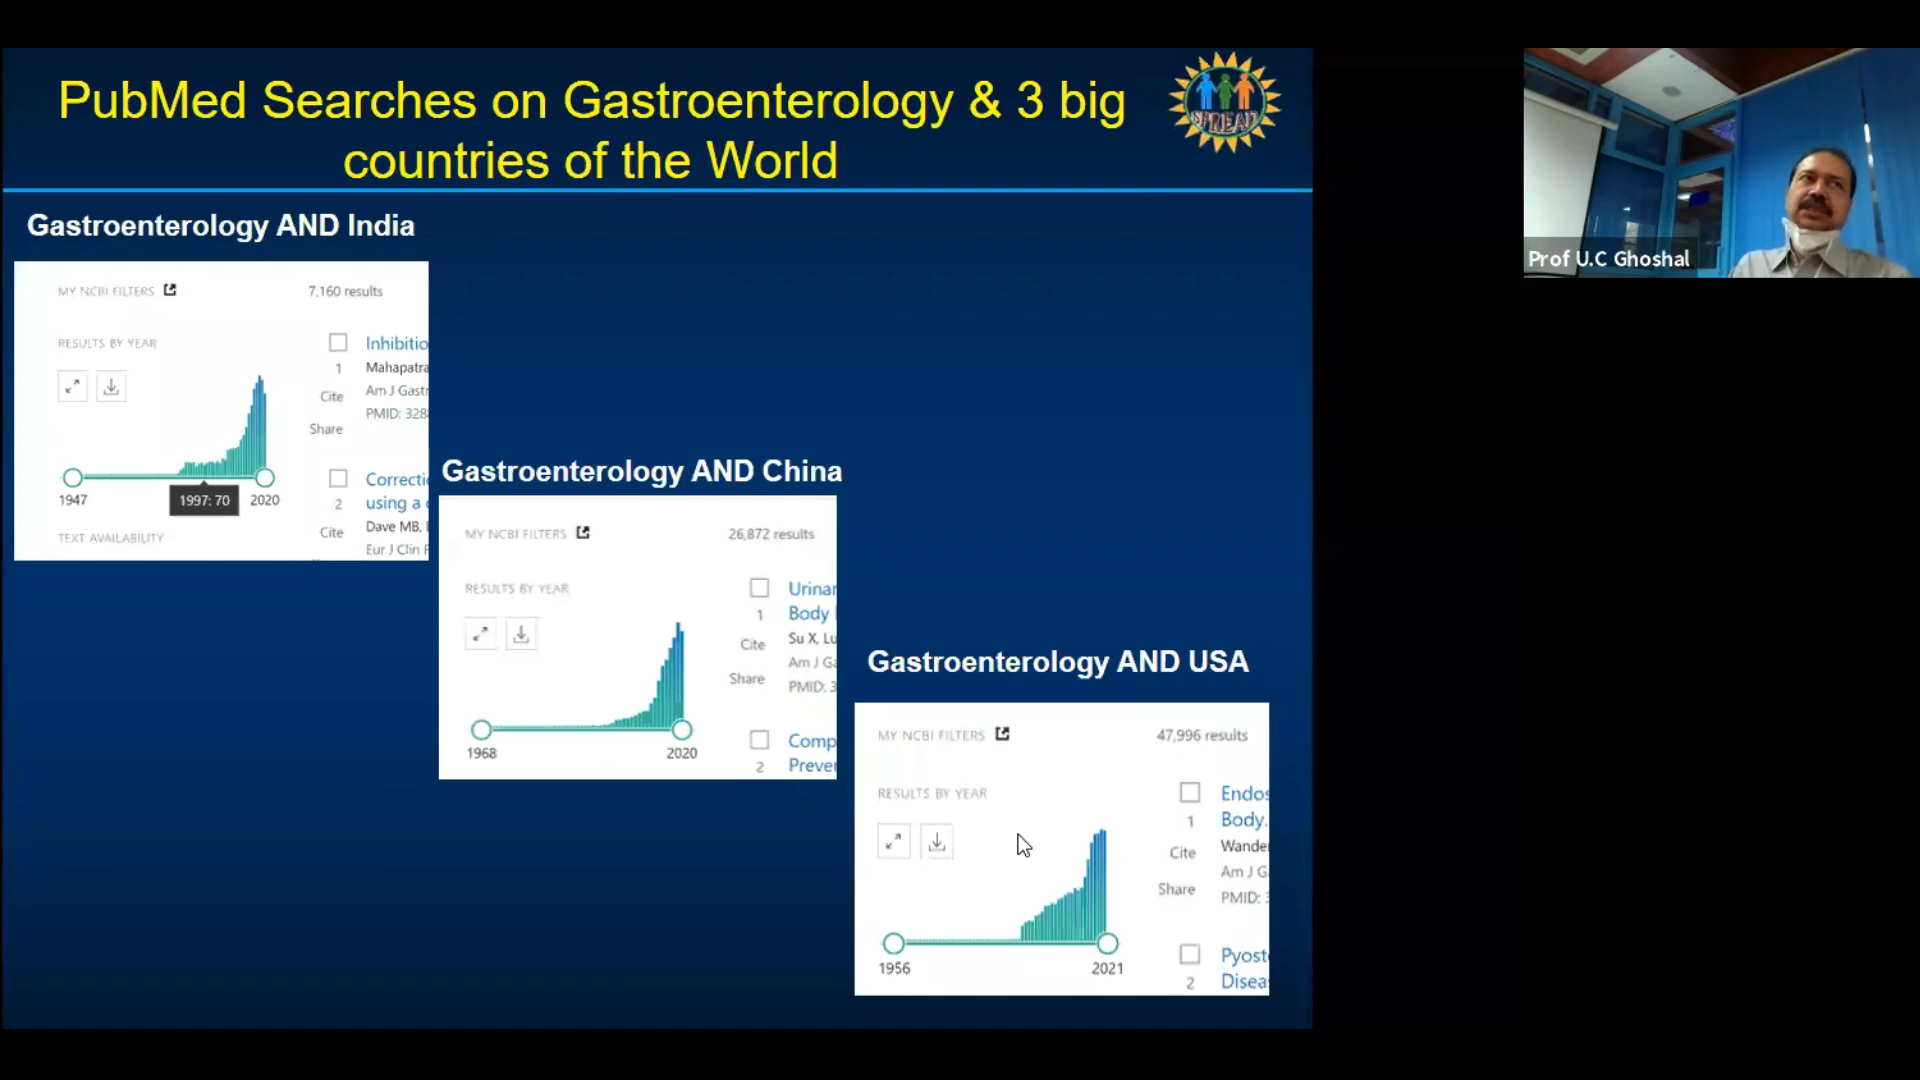 PubMed Searches on Gastroenterology & 3 big
countries of the World
SPREAD
Prof U.C Ghoshal
Gastroenterology AND India
MY NCBI FILTERS
7,160 results
RESULTS BY YEAR
Inhibitio
1
Mahapatra
Cite
Am J Gastr
PMID: 328
Share
Correcti
2
using a
1947
1997: 70
2020
Cite
Dave MB,
TEXT AVAILABILITY
Eur J Clin
Gastroenterology AND China
MY NCBI FILTERS
26,872 results
RESULTS BY YEAR
Urinar
1
Body
Cite
Su X, Lu
Am J Ga
Share
PMID: 3
1968
2020
Comp
2
Preven
Gastroenterology AND USA
MY NCBI FILTERS
47,996 results
RESULTS BY YEAR
Endos
1
Body.
Cite
Wander
Am J G
Share
PMID:
1956
2021
Pyost
2
Disea